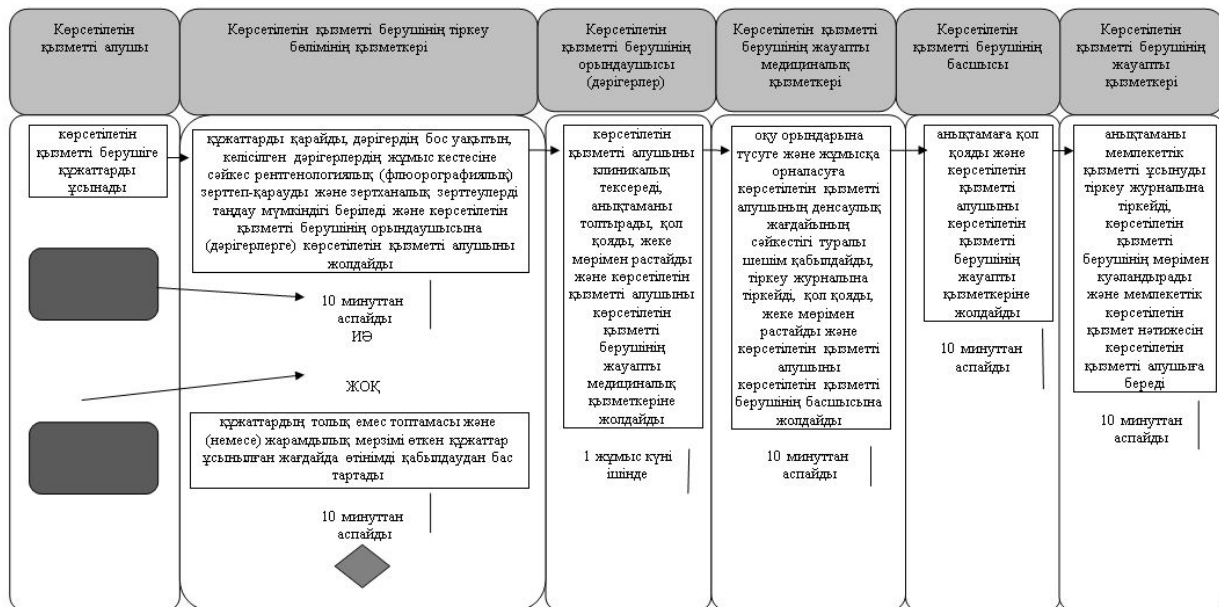 Көрсетілетін
қызметті алушы
Көрсетілетін қызметті берушінің тіркеу
бөлімінің қызметкері
Көрсетілетін
қызметті берушінің
орындаушысы
(дәрігерлер)
Көрсетілетін қызметті
берушінің жауапты
медициналық
қызметкері
Көрсетілетін
қызметті берушінің
басшысы
Көрсетілетін
қызметті берушінің
жауапты
қызметкері
көрсетілетін
қызметті берушіге
құжаттарды
ұсынады
құжаттарды қарайды, дәрігердің бос уақытын,
келісілген дәрігерлердің жұмыс кестесіне
сәйкес рентгенологиялық (флюорографиялық)
зерттеп-қарауды және зертханалық зерттеулерді
таңдау мүмкіндігі беріледі және көрсетілетін
қызметті берушінің орындаушысына
(дәрігерлерге) көрсетілетін қызметті алушыны
жолдайды
10 минуттан
аспайды
ИӘ
ЖОҚ
құжаттардың толық емес топтамасы және
(немесе) жарамдылық мерзімі өткен құжаттар
ұсынылған жағдайда өтінімді қабылдаудан бас
тартады
10 минуттан
аспайды
көрсетілетін
қызметті алушыны
клиникалық
тексереді,
анықтаманы
толтырады, қол
қояды, жеке
мөрімен растайды
және көрсетілетін
қызметті алушыны
көрсетілетін
қызметті
берушінің
жауапты
медициналық
қызметкеріне
жолдайды
1 жұмыс күні
ішінде
оқу орындарына
түсуге және жұмысқа
орналасуға
көрсетілетін қызметті
алушының денсаулық
жағдайының
сәйкестігі туралы
шешім қабылдайды,
тіркеу журналына
тіркейді, қол қояды,
жеке мөрімен
растайды және
көрсетілетін қызметті
алушыны
көрсетілетін қызметті
берушінің басшысына
жолдайды
10 минуттан
аспайды
анықтамаға қол
қояды және
көрсетілетін
қызметті
алушыны
көрсетілетін
қызметті
берушінің
жауапты
қызметкеріне
жолдайды
10 минуттан
аспайды
анықтаманы
мемлекеттік
қызметті ұсынуды
тіркеу журналына
тіркейді,
көрсетілетін
қызметті
берушінің мөрімен
куәландырады
және мемлекеттік
көрсетілетін
қызмет нәтижесін
көрсетілетін
қызметті алушыға
береді
10 минуттан
аспайды